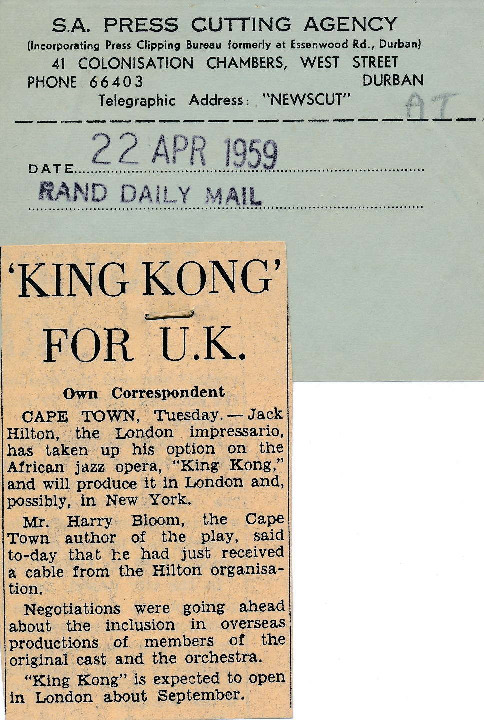 S.A. PRESS CUTTING AGENCY
(Incorporating Press Clipping Bureau formerly at Essenwood Rd., Durban)
41 COLONISATION CHAMBERS, WEST STREET
PHONE 66403 DURBAN
Telegraphic Address: "NEWSCUT"
AT
DATE 22 APR 1959
RAND DAILY MAIL
'KING KONG'
FOR U.K.
Own Correspondent
CAPE TOWN, Tuesday.—Jack
Hilton, the London impressario,
has taken up his option on the
African jazz opera, "King Kong,"
and will produce it in London and,
possibly, in New York.
Mr. Harry Bloom, the Cape
Town author of the play, said
to-day that he had just received
a cable from the Hilton organisa-
tion.
Negotiations were going ahead
about the inclusion in overseas
productions of members of the
original cast and the orchestra.
"King Kong" is expected to open
in London about September.